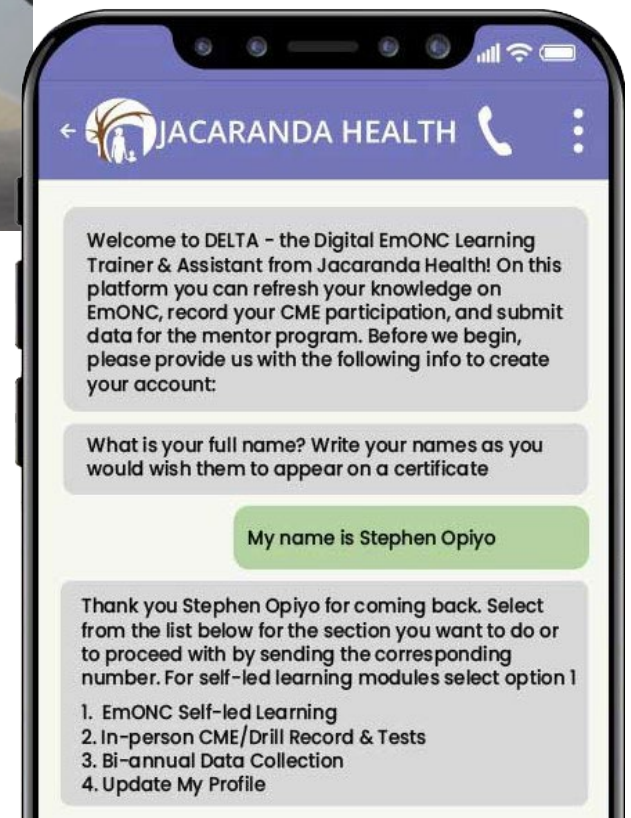 JACARANDA HEALTH
Welcome to DELTA - the Digital EmONC Learning
Trainer & Assistant from Jacaranda Health! On this
platform you can refresh your knowledge on
EmONC, record your CME participation, and submit
data for the mentor program. Before we begin,
please provide us with the following info to create
your account:
What is your full name? Write your names as you
would wish them to appear on a certificate
My name is Stephen Opiyo
Thank you Stephen Opiyo for coming back. Select
from the list below for the section you want to do or
to proceed with by sending the corresponding
number. For self-led learning modules select option 1
1. EmONC Self-led Learning
2. In-person CME/Drill Record & Tests
3. Bi-annual Data Collection
4. Update My Profile